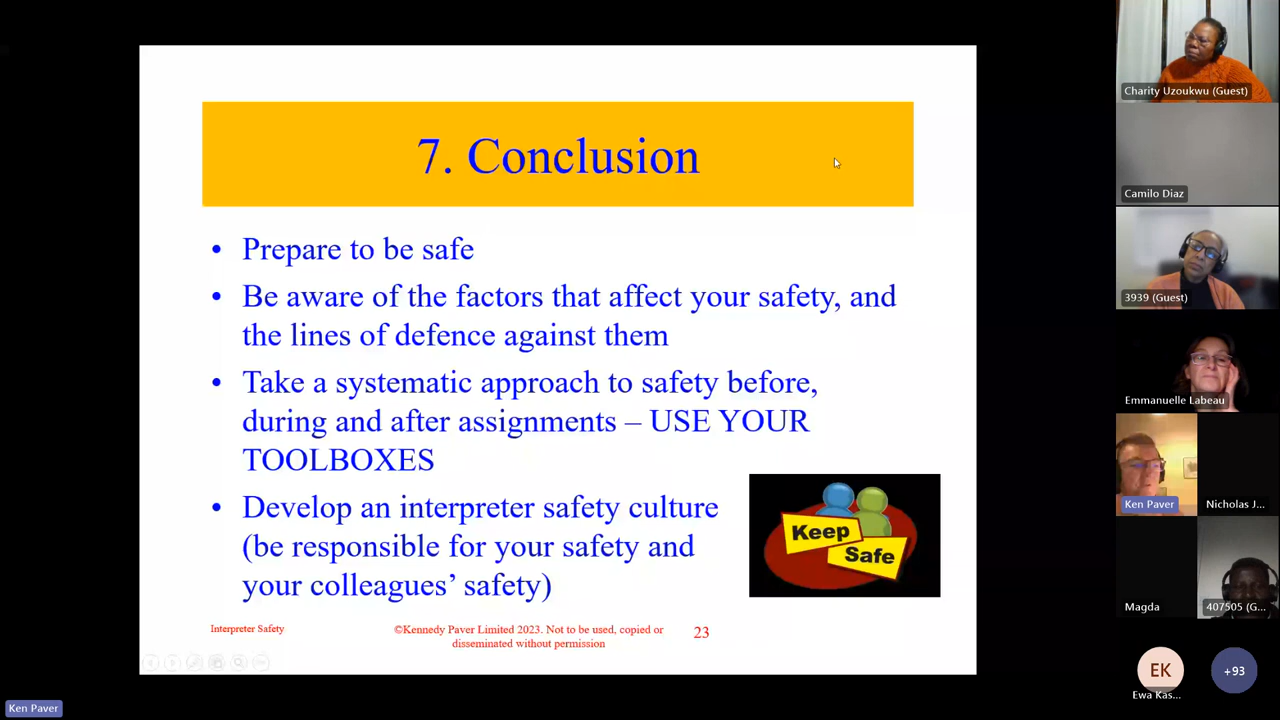 7. Conclusion
• Prepare to be safe
• Be aware of the factors that affect your safety, and
the lines of defence against them
• Take a systematic approach to safety before,
during and after assignments – USE YOUR
TOOLBOXES
• Develop an interpreter safety culture
(be responsible for your safety and
your colleagues’ safety)
Keep
Safe
Interpreter Safety
©Kennedy Paver Limited 2023. Not to be used, copied or
disseminated without permission
23
Ken Paver
Charity Uzoukwu (Guest)
Camilo Diaz
3939 (Guest)
Emmanuelle Labeau
Ken Paver
Nicholas J...
Magda
407505 (G...
EK
Ewa Kas...
+93